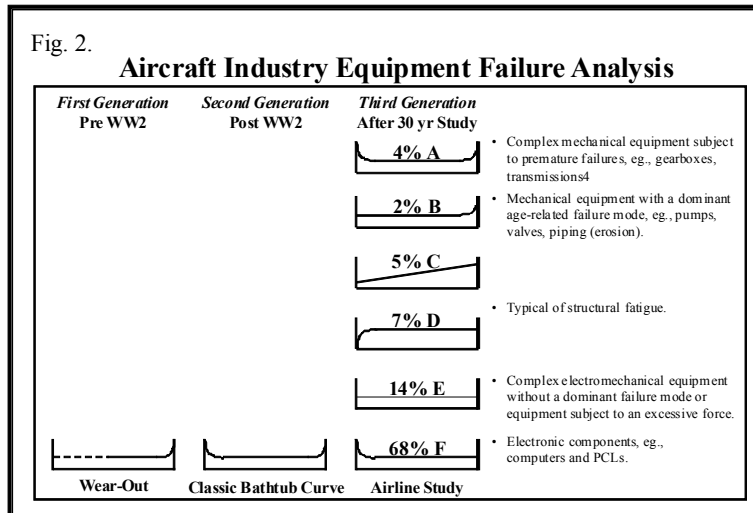 Fig. 2.
Aircraft Industry Equipment Failure Analysis
First Generation
Pre WW2
Second Generation
Post WW2
Third Generation
After 30 yr Study
4% A
• Complex mechanical equipment subject
to premature failures, eg., gearboxes,
transmissions4
2% B
• Mechanical equipment with a dominant
age-related failure mode, eg., pumps,
valves, piping (erosion).
5% C
7% D
• Typical of structural fatigue.
14% E
• Complex electromechanical equipment
without a dominant failure mode or
equipment subject to an excessive force.
68% F
• Electronic components, eg.,
computers and PCLs.
Wear-Out
Classic Bathtub Curve
Airline Study